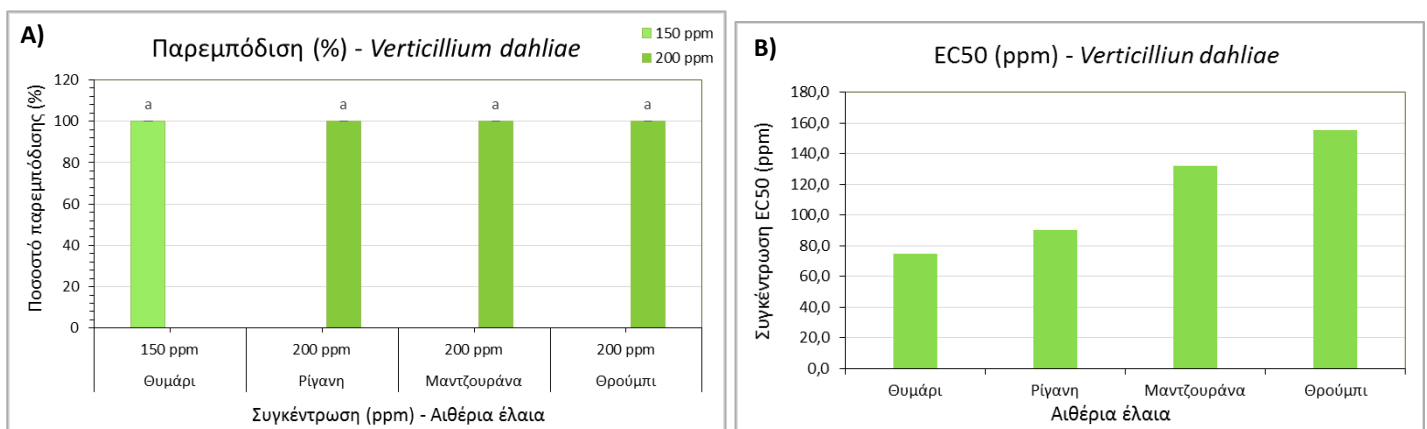 A)
Παρεμπόδιση (%) - Verticillium dahliae
150 ppm
200 ppm
Ποσοστό παρεμπόδισης (%)
120
100
80
60
40
20
0
a a a a
150 ppm 200 ppm 200 ppm 200 ppm
Θυμάρι Ρίγανη Μαντζουράνα Θρούμπι
Συγκέντρωση (ppm) - Αιθέρια έλαια
B)
EC50 (ppm) - Verticilliun dahliae
Συγκέντρωση EC50 (ppm)
180,0
160,0
140,0
120,0
100,0
80,0
60,0
40,0
20,0
0,0
Θυμάρι Ρίγανη Μαντζουράνα Θρούμπι
Αιθέρια έλαια